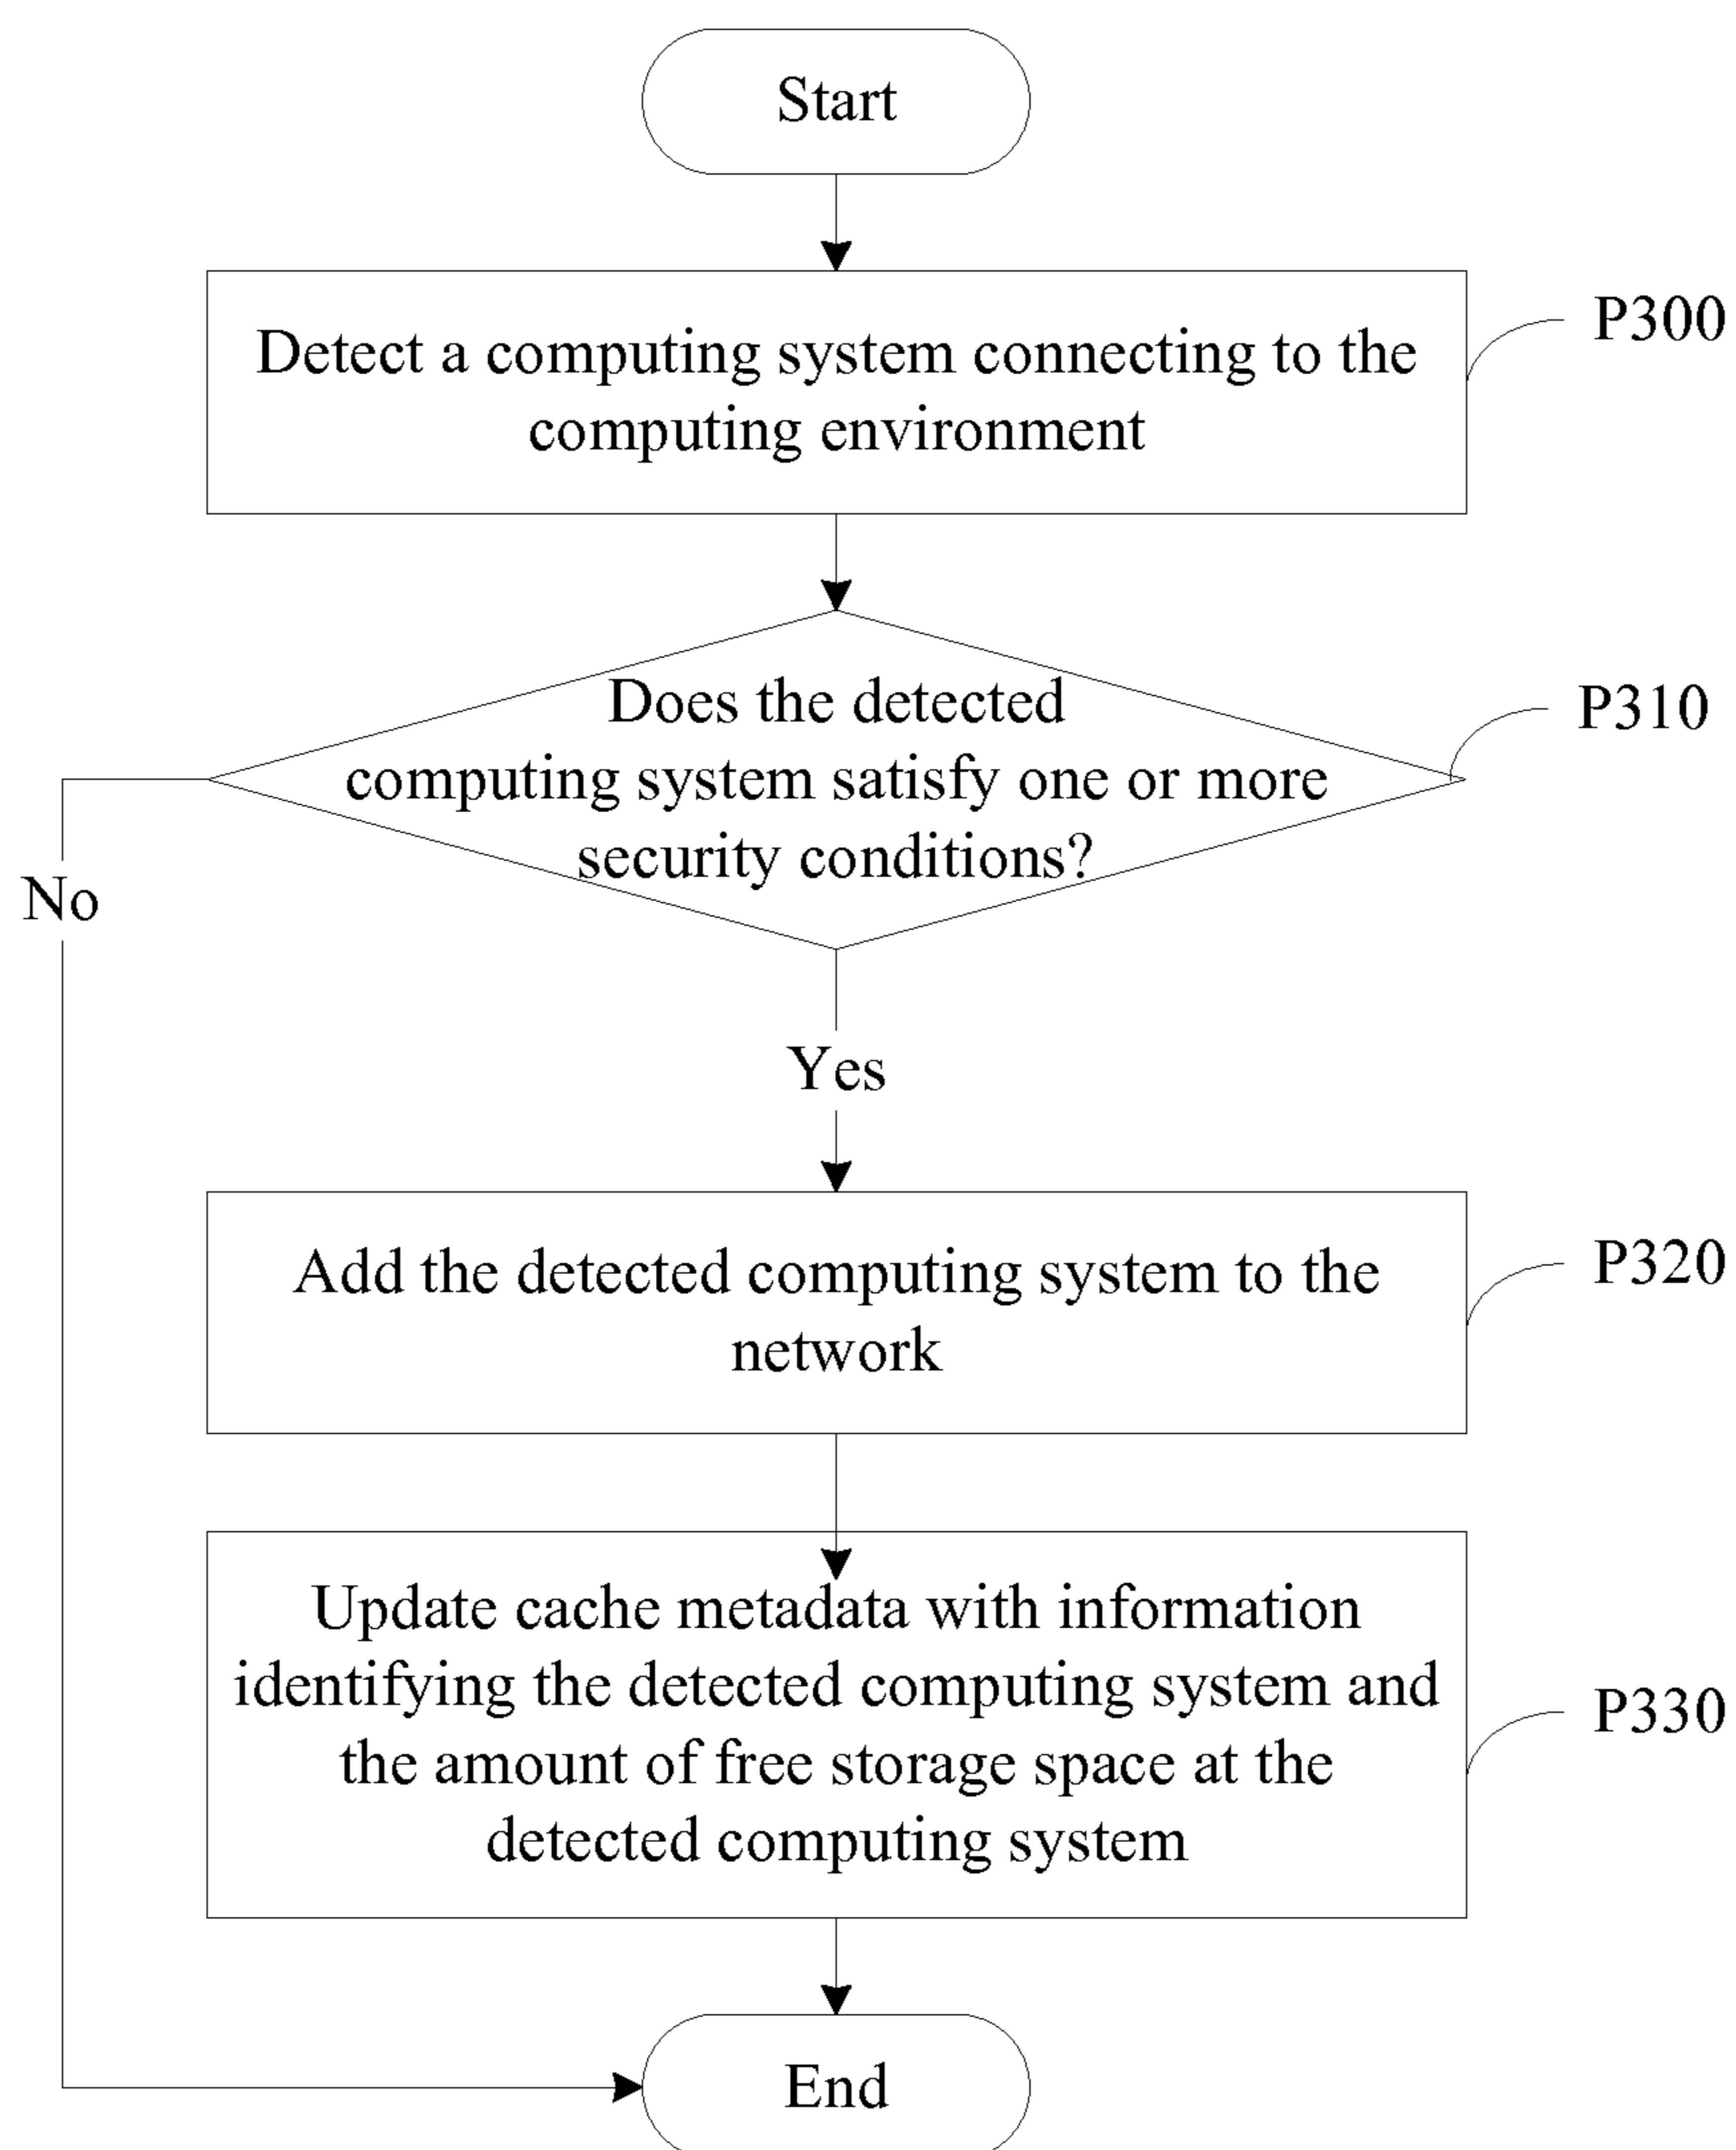 Start
Detect a computing system connecting to the
computing environment
P300
Does the detected
computing system satisfy one or more
security conditions?
P310
No
Yes
Add the detected computing system to the
network
P320
Update cache metadata with information
identifying the detected computing system and
the amount of free storage space at the
detected computing system
P330
End